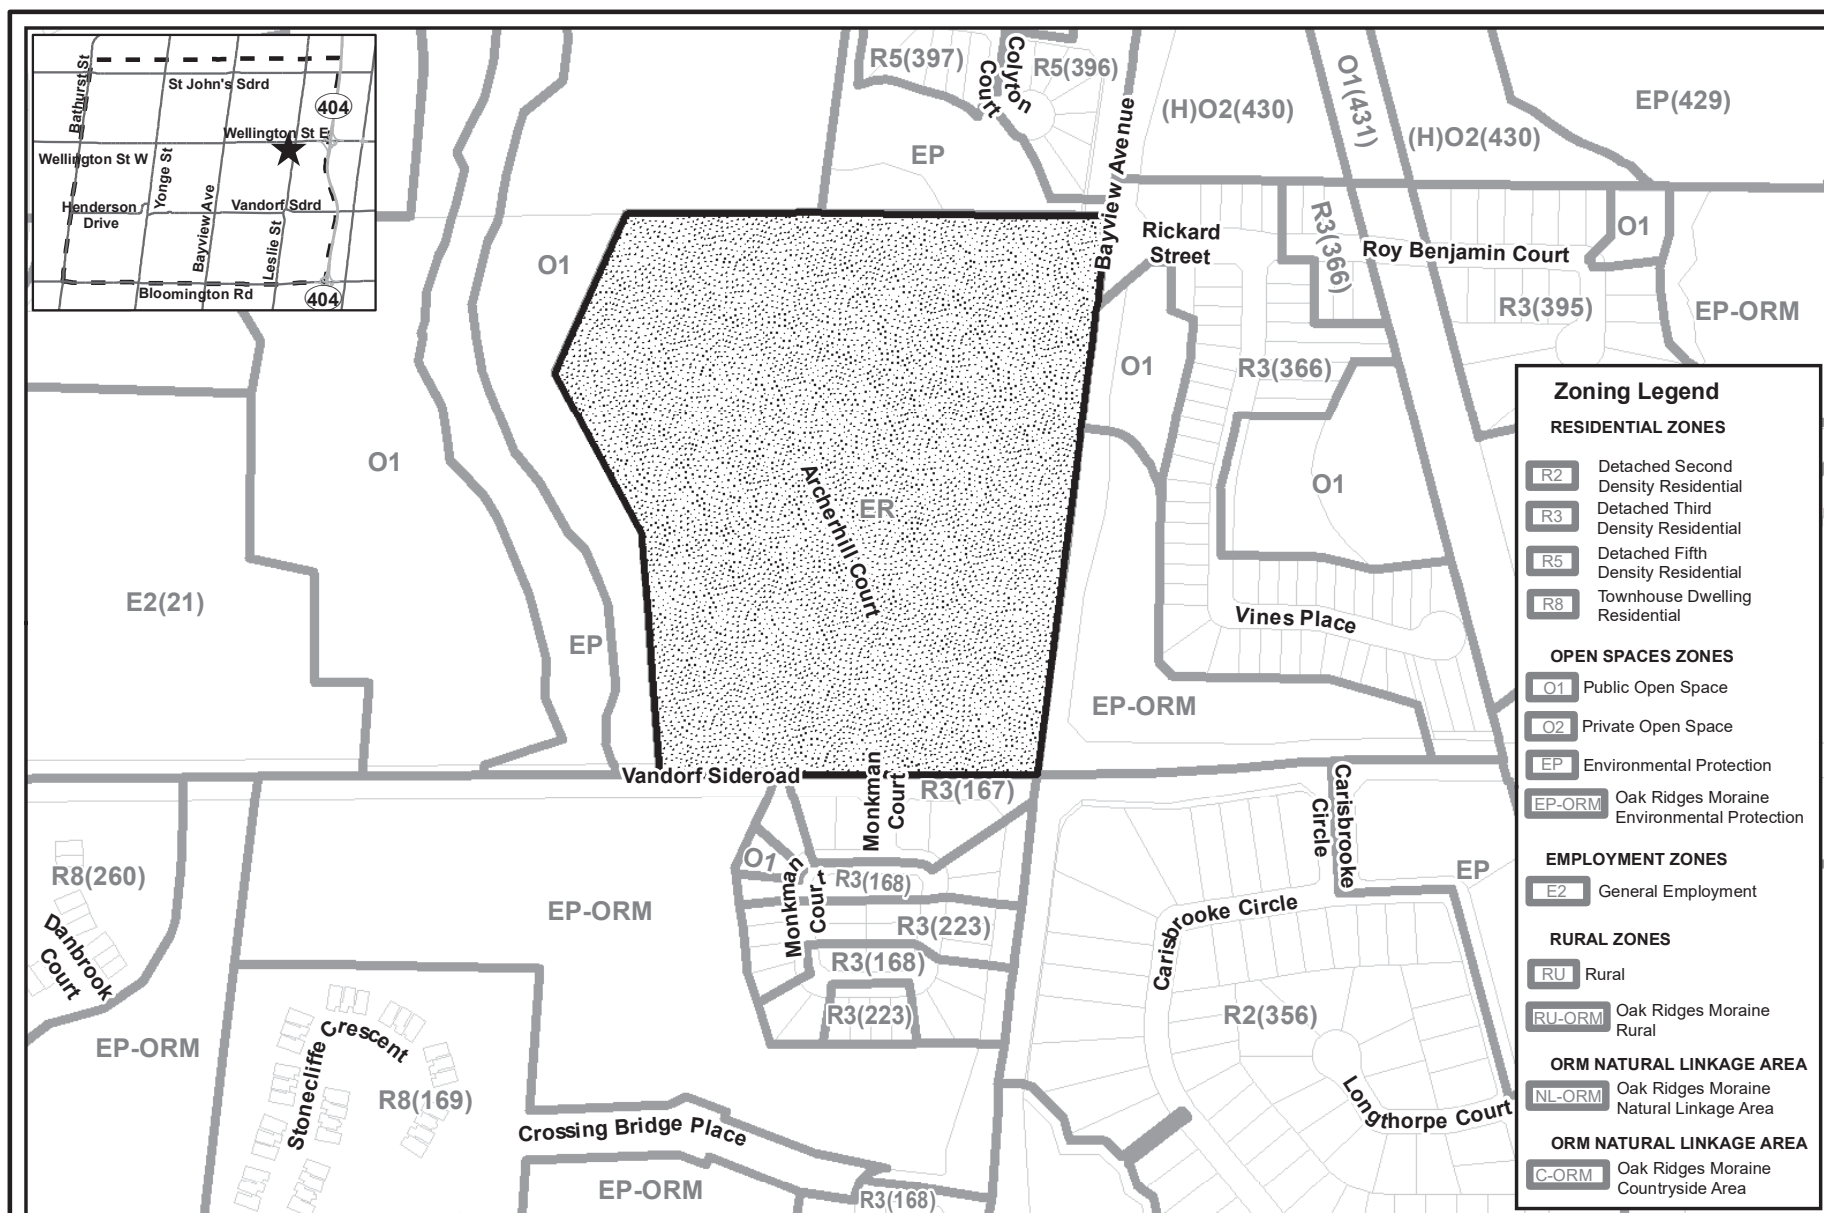 Bathurst St
St John's Sdrd
404
Wellington St E
Wellington St W
Yonge St
Henderson
Drive
Bayview Ave
Vandorf Sdrd
Leslie St
Bloomington Rd
404
R5(397)
Colyton
Court
R5(396)
EP
Bayview Avenue
(H)O2(430)
O1(431)
(H)O2(430)
EP(429)
O1
Rickard
Street
R3(366)
Roy Benjamin Court
O1
R3(395)
EP-ORM
O1
R3(366)
O1
O1
Archerhill Court
ER
E2(21)
EP
Vines Place
EP-ORM
Vandorf Sideroad
Monkman
Court
R3(167)
Carisbrooke
Circle
EP
R8(260)
Danbrook
Court
EP-ORM
O1
Monkman
Court
R3(168)
R3(223)
R3(168)
R3(223)
Carisbrooke Circle
R2(356)
EP-ORM
Stonecliffe Crescent
R8(169)
Longthorpe Court
Crossing Bridge Place
EP-ORM
R3(168)
Zoning Legend
RESIDENTIAL ZONES
R2
Detached Second
Density Residential
R3
Detached Third
Density Residential
R5
Detached Fifth
Density Residential
R8
Townhouse Dwelling
Residential
OPEN SPACES ZONES
O1 Public Open Space
O2 Private Open Space
EP Environmental Protection
EP-ORM
Oak Ridges Moraine
Environmental Protection
EMPLOYMENT ZONES
E2 General Employment
RURAL ZONES
RU Rural
RU-ORM
Oak Ridges Moraine
Rural
ORM NATURAL LINKAGE AREA
NL-ORM
Oak Ridges Moraine
Natural Linkage Area
ORM NATURAL LINKAGE AREA
C-ORM
Oak Ridges Moraine
Countryside Area